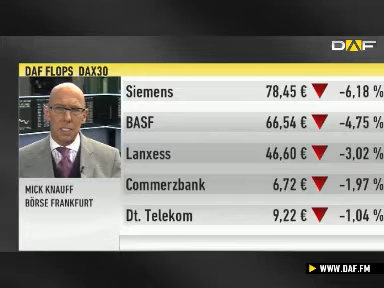 DAF
DAF FLOPS DAX30
Siemens 78,45 € -6,18 %
BASF 66,54 € -4,75 %
Lanxess 46,60 € -3,02 %
Commerzbank 6,72 € -1,97 %
Dt. Telekom 9,22 € -1,04 %
MICK KNAUFF
BÖRSE FRANKFURT
WWW.DAF.FM